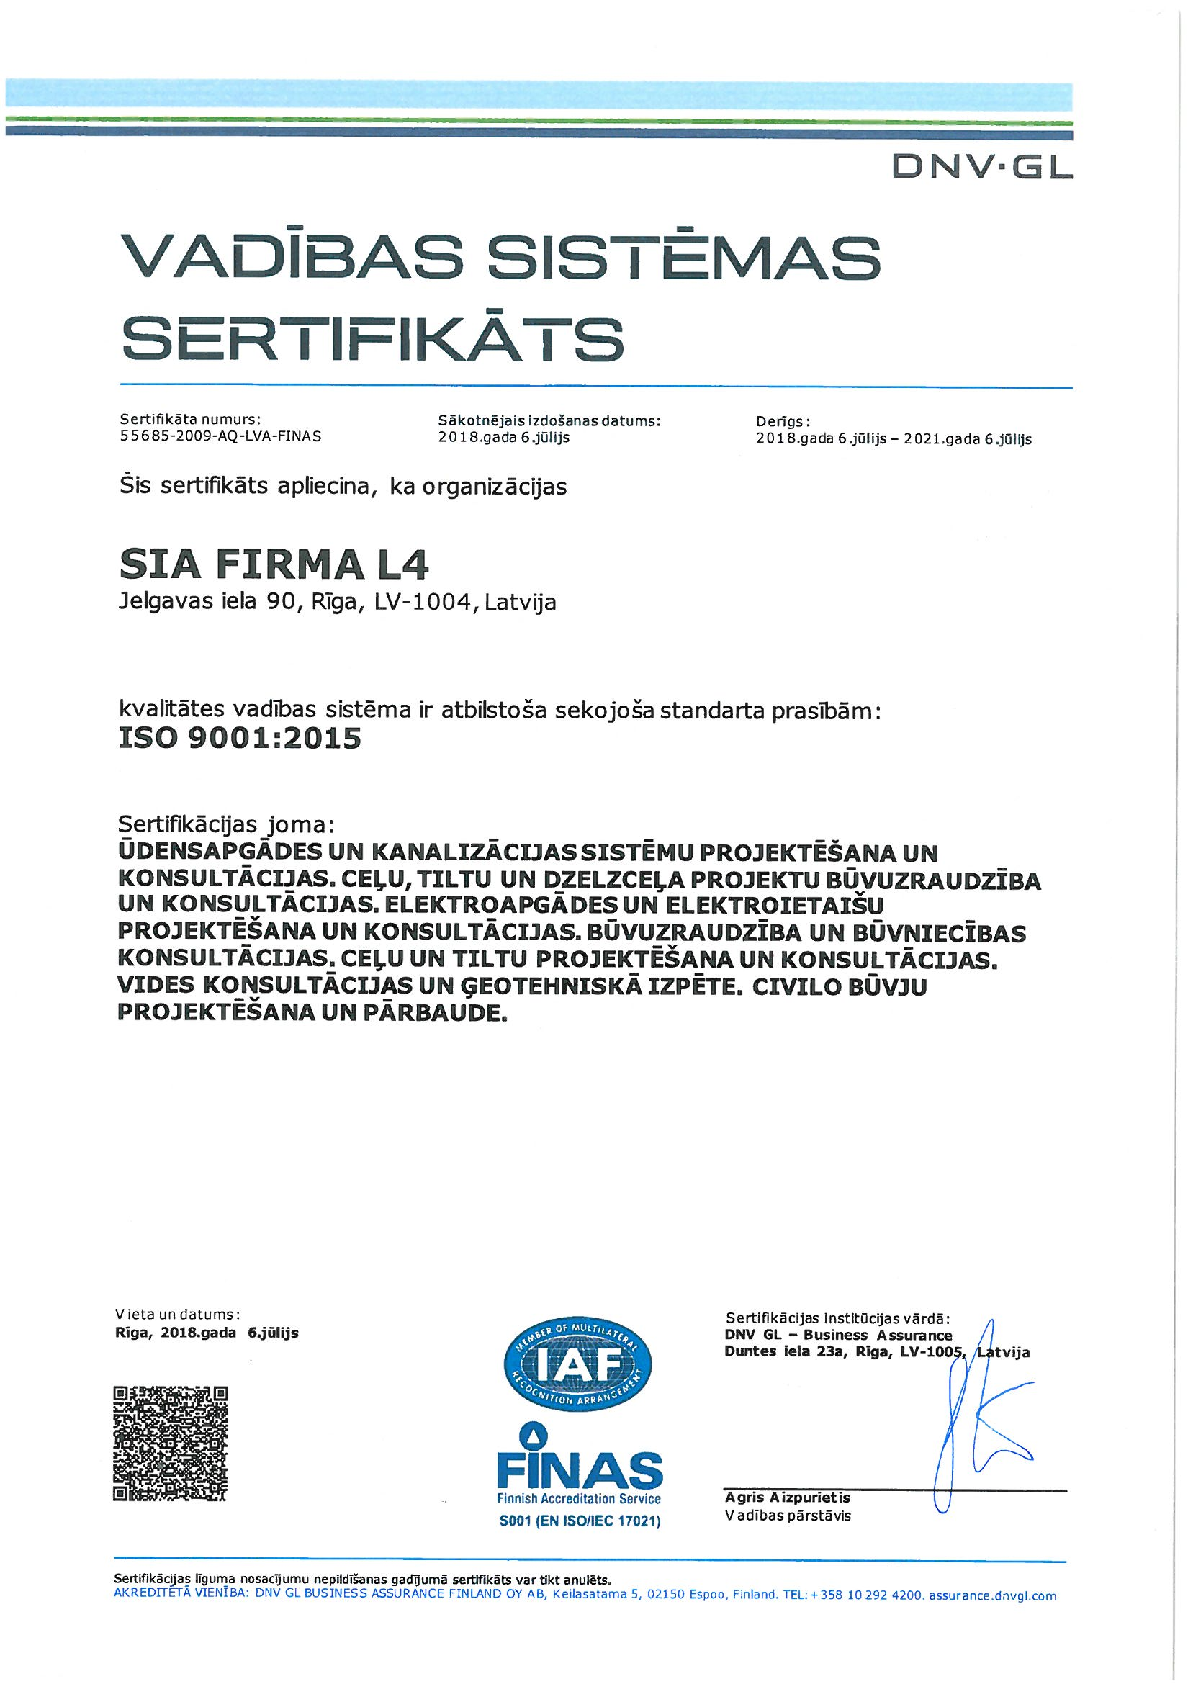 DNV·GL
VADĪBAS SISTĒMAS
SERTIFIKĀTS
Sertifikāta numurs:
55685-2009-AQ-LVA-FINAS
Sākotnējais izdošanas datums:
2018.gada 6.jūlijs
Derīgs:
2018.gada 6.jūlijs – 2021.gada 6.jūlijs
Šis sertifikāts apliecina, ka organizācijas
SIA FIRMA L4
Jelgavas iela 90, Rīga, LV-1004, Latvija
kvalitātes vadības sistēma ir atbilstoša sekojoša standarta prasībām:
ISO 9001:2015
Sertifikācijas joma:
ŪDENSAPGĀDES UN KANALIZĀCIJAS SISTĒMU PROJEKTĒŠANA UN
KONSULTĀCIJAS. CEĻU, TILTU UN DZELZCEĻA PROJEKTU BŪVUZRAUDZĪBA
UN KONSULTĀCIJAS. ELEKTROAPGĀDES UN ELEKTROIETAIŠU
PROJEKTĒŠANA UN KONSULTĀCIJAS. BŪVUZRAUDZĪBA UN BŪVNIECĪBAS
KONSULTĀCIJAS. CEĻU UN TILTU PROJEKTĒŠANA UN KONSULTĀCIJAS.
VIDES KONSULTĀCIJAS UN ĢEOTEHNISKĀ IZPĒTE. CIVILO BŪVJU
PROJEKTĒŠANA UN PĀRBAUDE.
Vieta un datums:
Rīga, 2018.gada 6.jūlijs
MEMBER OF MULTILATERAL
IAF
RECOGNITION ARRANGEMENT
FINAS
Finnish Accreditation Service
S001 (EN ISO/IEC 17021)
Sertifikācijas institūcijas vārdā:
DNV GL – Business Assurance
Duntes iela 23a, Rīga, LV-1005, Latvija
Agris Aizpurietis
Vadības pārstāvis
Sertifikācijas līguma nosacījumu nepildīšanas gadījumā sertifikāts var tikt anulēts.
AKREDITĒTĀ VIENĪBA: DNV GL BUSINESS ASSURANCE FINLAND OY AB, Keilasatama 5, 02150 Espoo, Finland. TEL: +358 10 292 4200. assurance.dnvgl.com